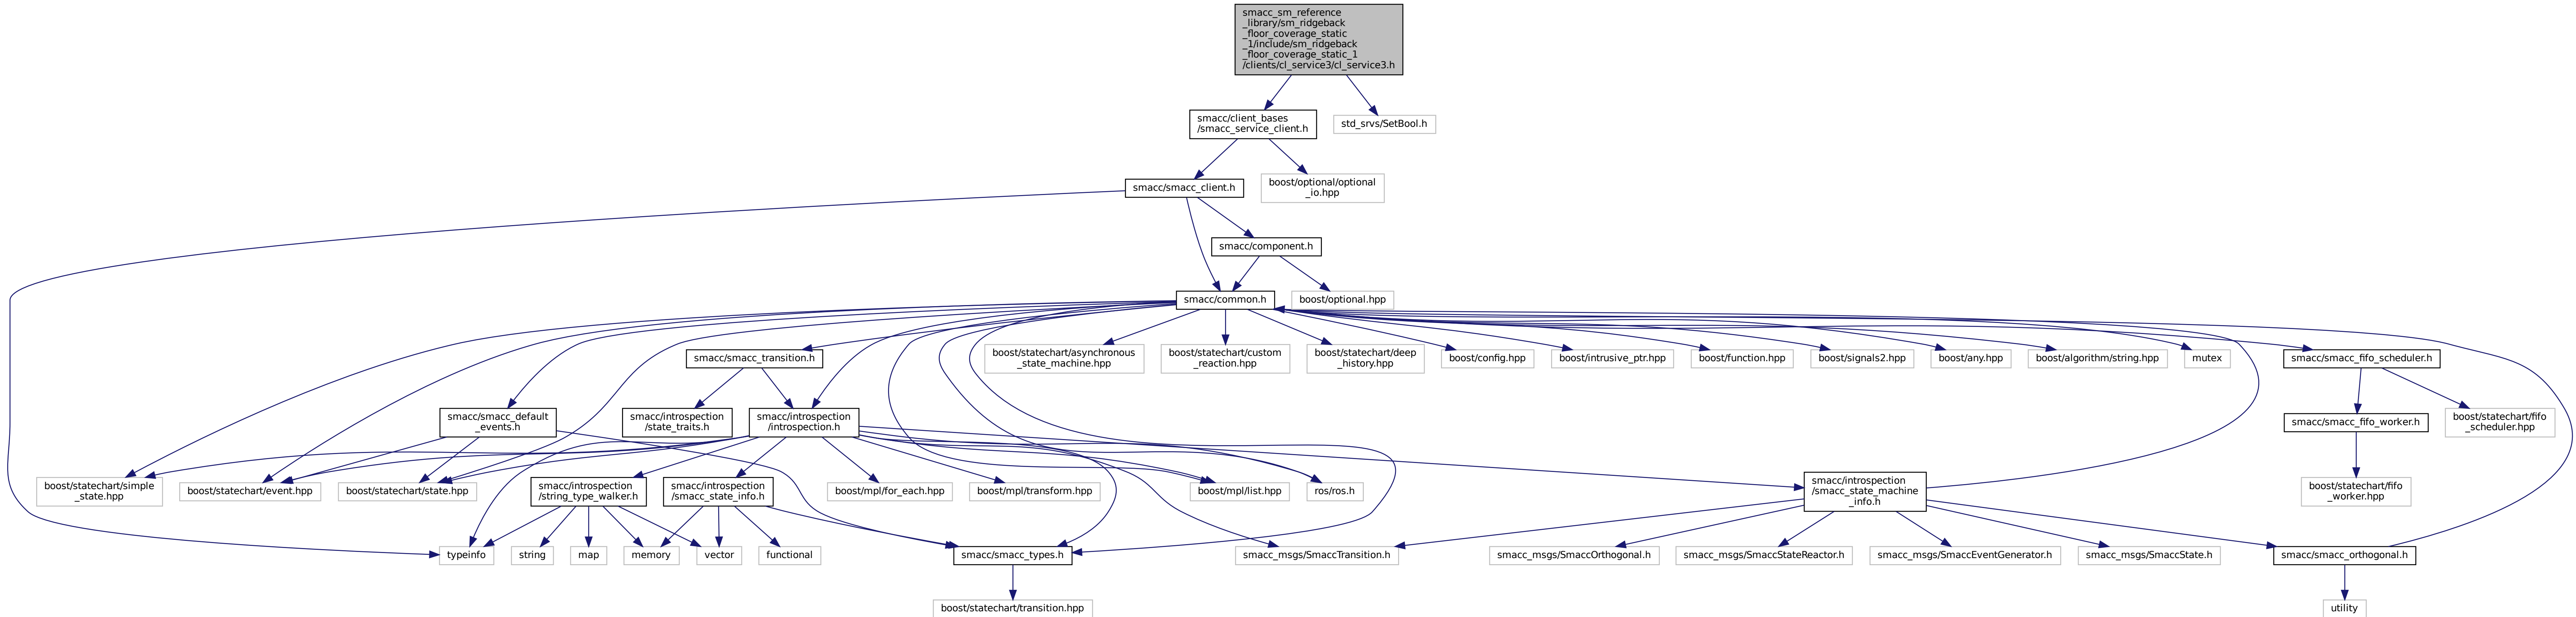 smacc_sm_reference
_library/sm_ridgeback
_floor_coverage_static
_1/include/sm_ridgeback
_floor_coverage_static_1
/clients/cl_service3/cl_service3.h
smacc/client_bases
/smacc_service_client.h
std_srvs/SetBool.h
smacc/smacc_client.h
boost/optional/optional
_io.hpp
smacc/component.h
smacc/common.h
boost/optional.hpp
smacc/smacc_transition.h
boost/statechart/asynchronous
_state_machine.hpp
boost/statechart/custom
_reaction.hpp
boost/statechart/deep
_history.hpp
boost/config.hpp
boost/intrusive_ptr.hpp
boost/function.hpp
boost/signals2.hpp
boost/any.hpp
boost/algorithm/string.hpp
mutex
smacc/smacc_fifo_scheduler.h
smacc/smacc_default
_events.h
smacc/introspection
/state_traits.h
smacc/introspection
/introspection.h
smacc/smacc_fifo_worker.h
boost/statechart/fifo
_scheduler.hpp
boost/statechart/simple
_state.hpp
boost/statechart/event.hpp
boost/statechart/state.hpp
smacc/introspection
/string_type_walker.h
smacc/introspection
/smacc_state_info.h
boost/mpl/for_each.hpp
boost/mpl/transform.hpp
boost/mpl/list.hpp
ros/ros.h
smacc/introspection
/smacc_state_machine
_info.h
boost/statechart/fifo
_worker.hpp
typeinfo
string
map
memory
vector
functional
smacc/smacc_types.h
smacc_msgs/SmaccTransition.h
smacc_msgs/SmaccOrthogonal.h
smacc_msgs/SmaccStateReactor.h
smacc_msgs/SmaccEventGenerator.h
smacc_msgs/SmaccState.h
smacc/smacc_orthogonal.h
boost/statechart/transition.hpp
utility